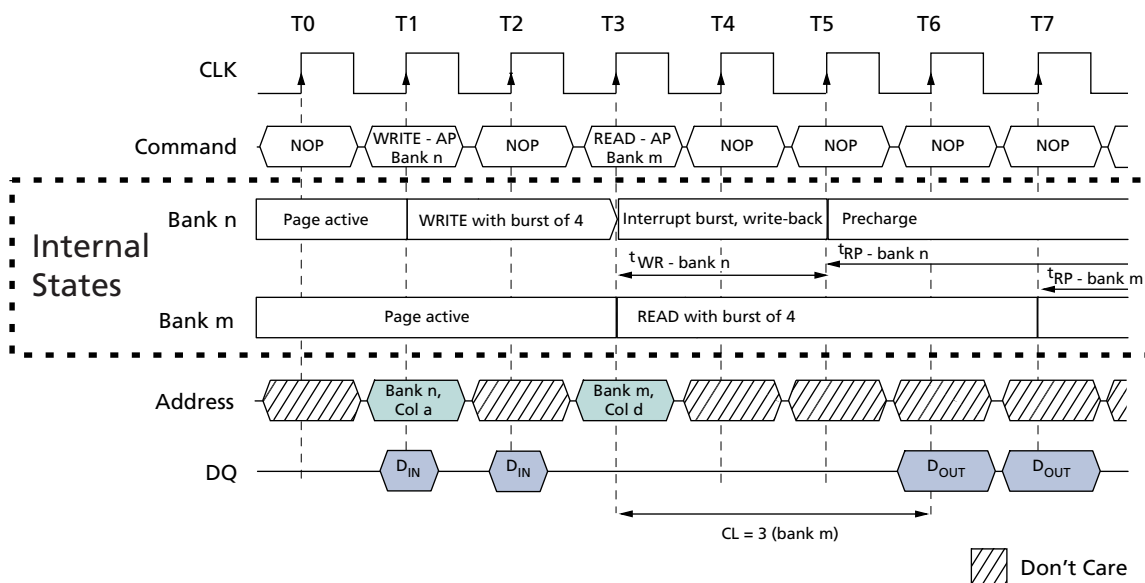 T0 T1 T2 T3 T4 T5 T6 T7
CLK
Command NOP WRITE - AP Bank n NOP READ - AP Bank m NOP NOP NOP NOP
Internal States
Bank n Page active WRITE with burst of 4 Interrupt burst, write-back Precharge
tWR - bank n tRP - bank n
tRP - bank m
Bank m Page active READ with burst of 4
Address Bank n, Col a Bank m, Col d
DQ DIN DIN DOUT DOUT
CL = 3 (bank m)
Don't Care